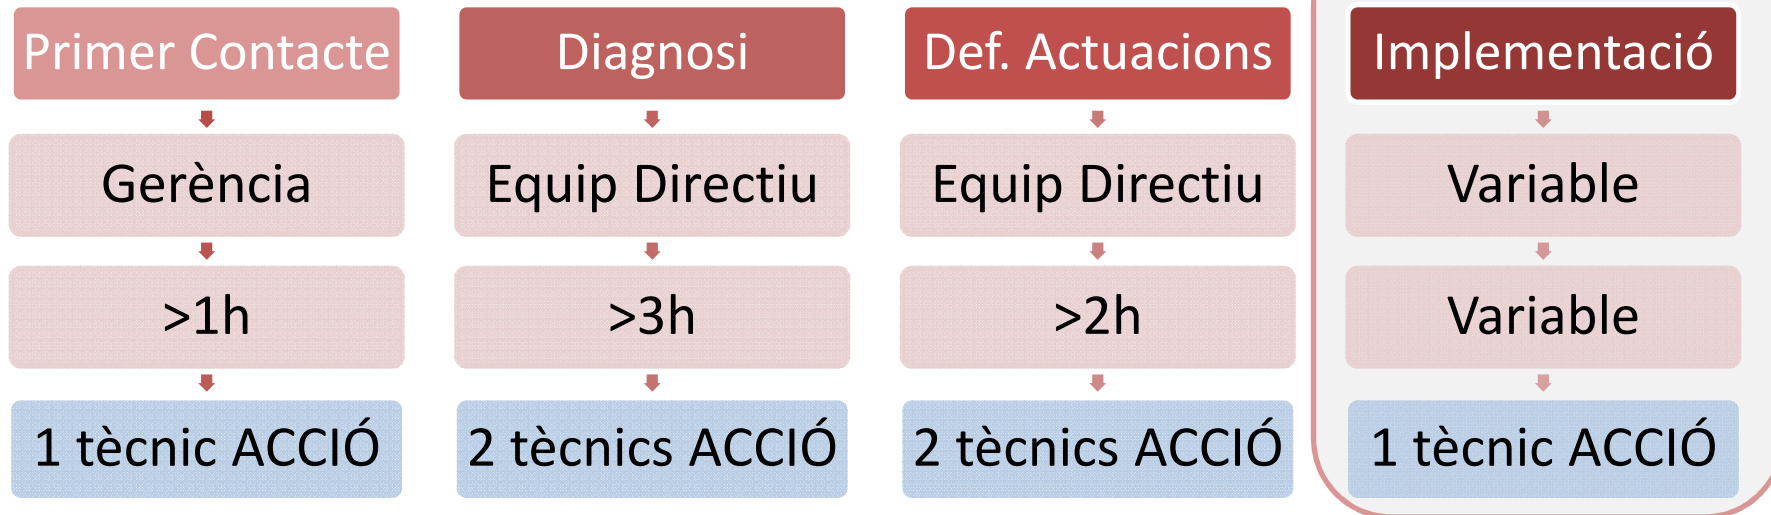 Primer Contacte
Gerència
>1h
1 tècnic ACCIÓ
Diagnosi
Equip Directiu
>3h
2 tècnics ACCIÓ
Def. Actuacions
Equip Directiu
>2h
2 tècnics ACCIÓ
Implementació
Variable
Variable
1 tècnic ACCIÓ